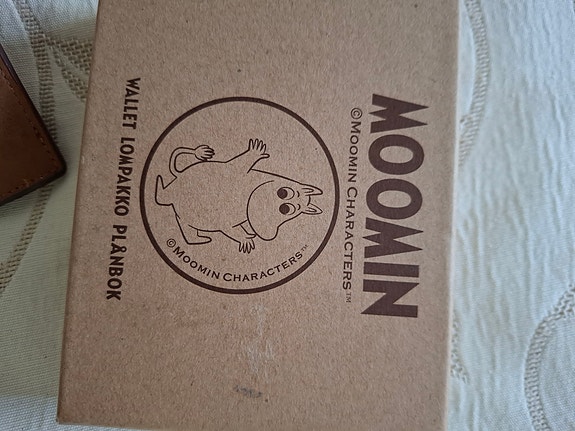 MOOMIN
©MOOMIN CHARACTERS™
©MOOMIN CHARACTERS™
WALLET LOMPAKKO PLÅNBOK